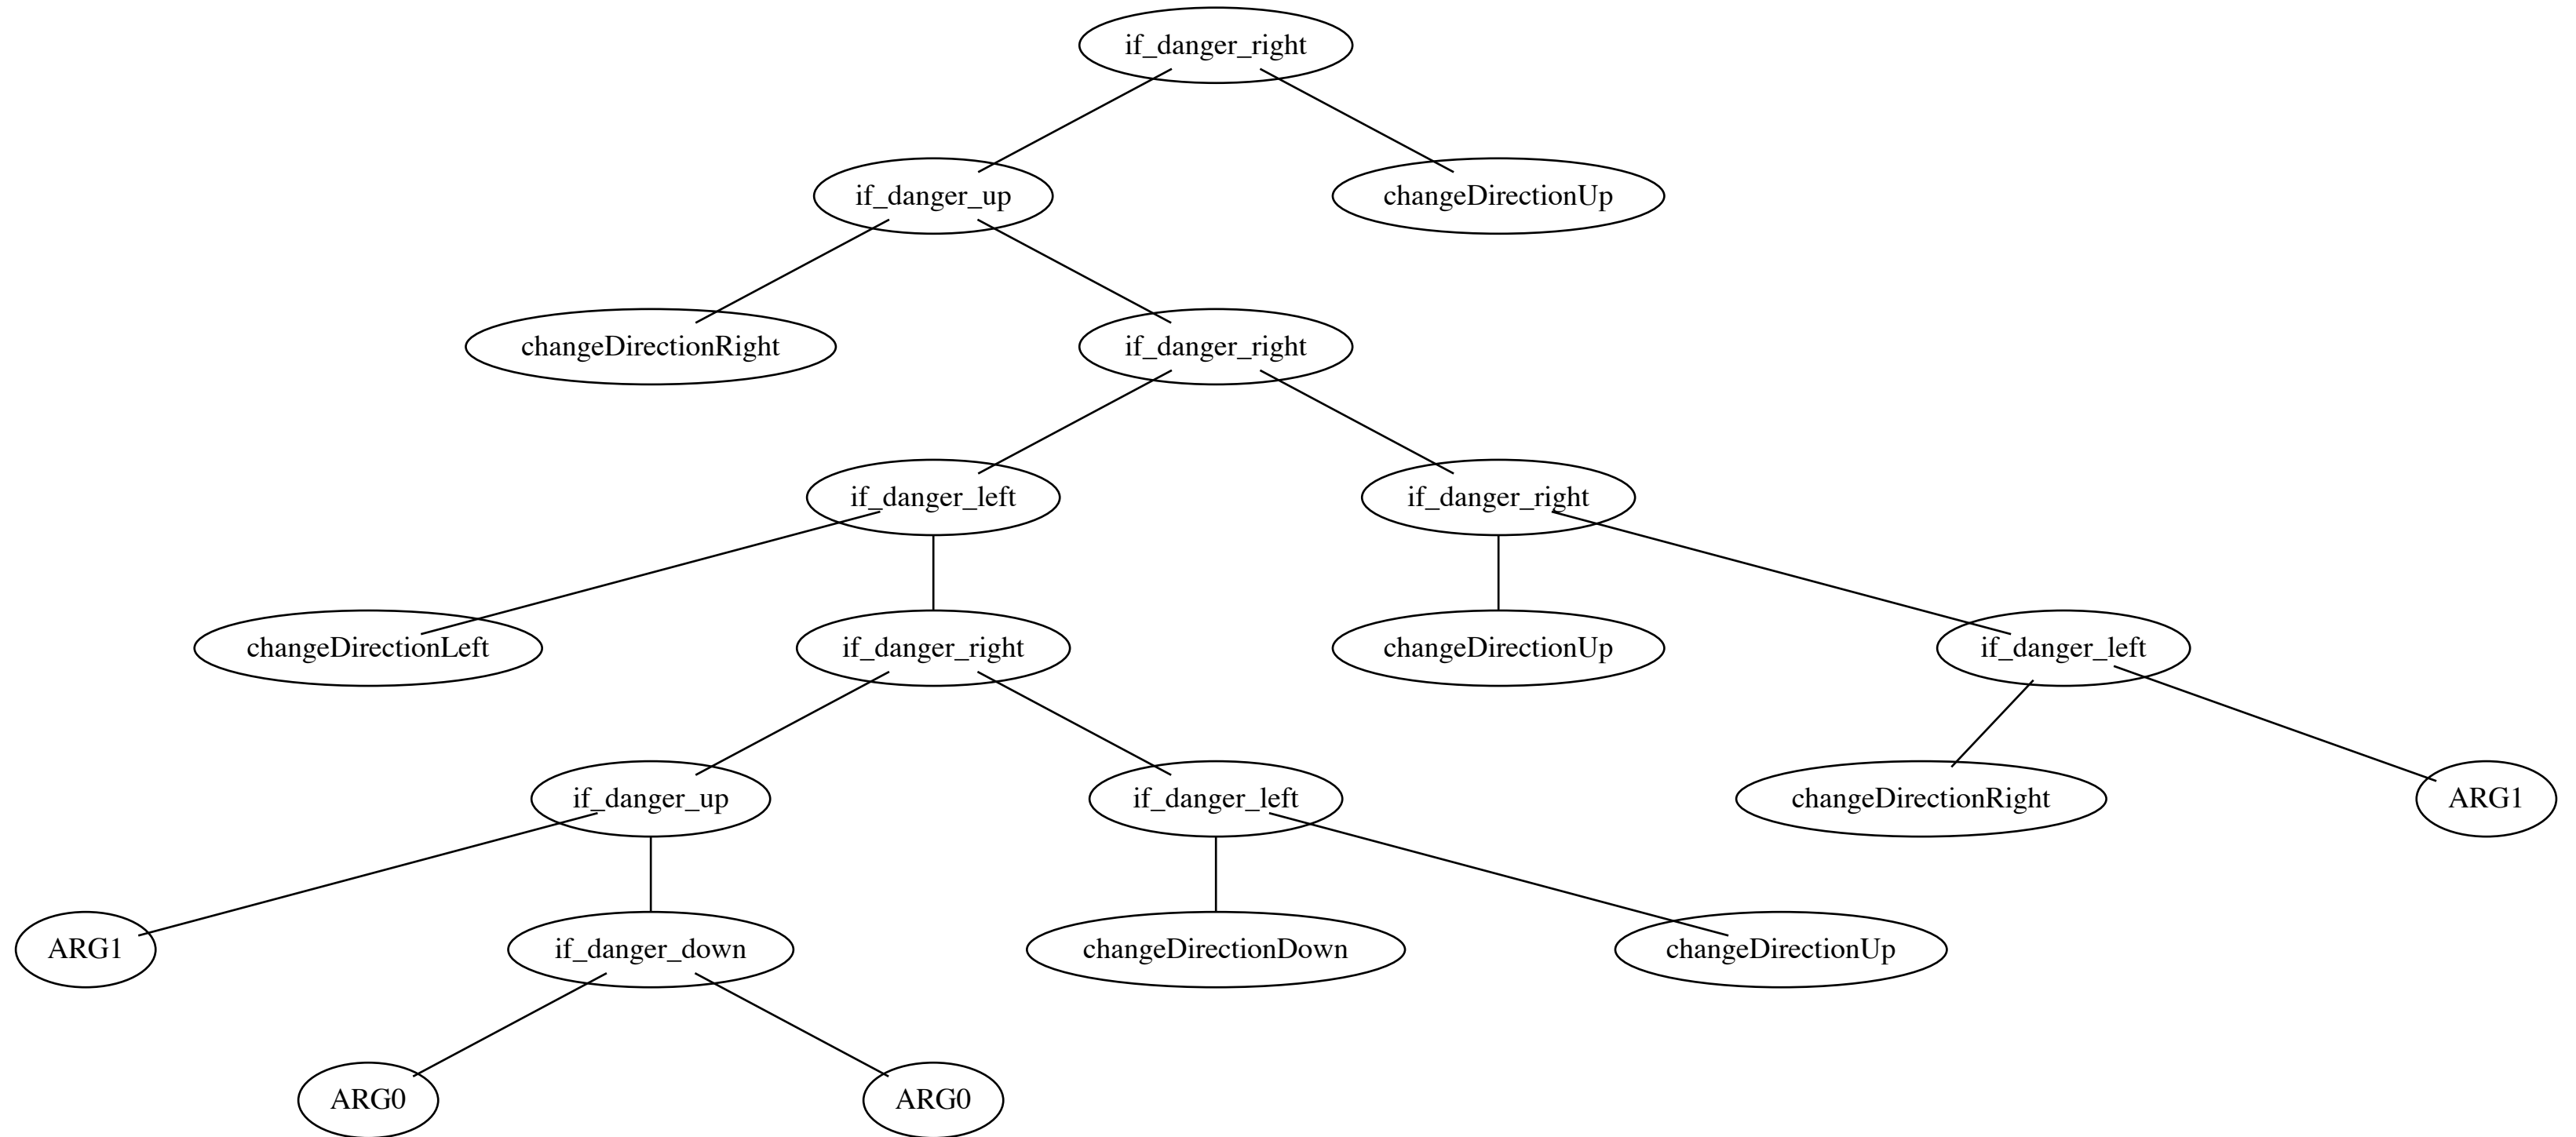 if_danger_right
if_danger_up
changeDirectionUp
changeDirectionRight
if_danger_right
if_danger_left
if_danger_right
changeDirectionLeft
if_danger_right
changeDirectionUp
if_danger_left
if_danger_up
if_danger_left
changeDirectionRight
ARG1
ARG1
if_danger_down
changeDirectionDown
changeDirectionUp
ARG0
ARG0